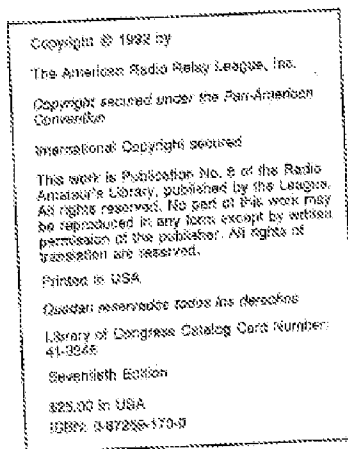 Copyright © 1992 by
The American Radio Relay League, Inc.
Copyright secured under the Pan-American
Convention
International Copyright secured
This work is Publication No. 6 of the Radio
Amateur's Library, published by the League.
All rights reserved. No part of this work may
be reproduced in any form except by written
permission of the publisher. All rights of
translation are reserved.
Printed in USA
Quedan reservados todos los derechos
Library of Congress Catalog Card Number:
41-3345
Seventieth Edition
$25.00 in USA
ISBN: 0-87259-170-0